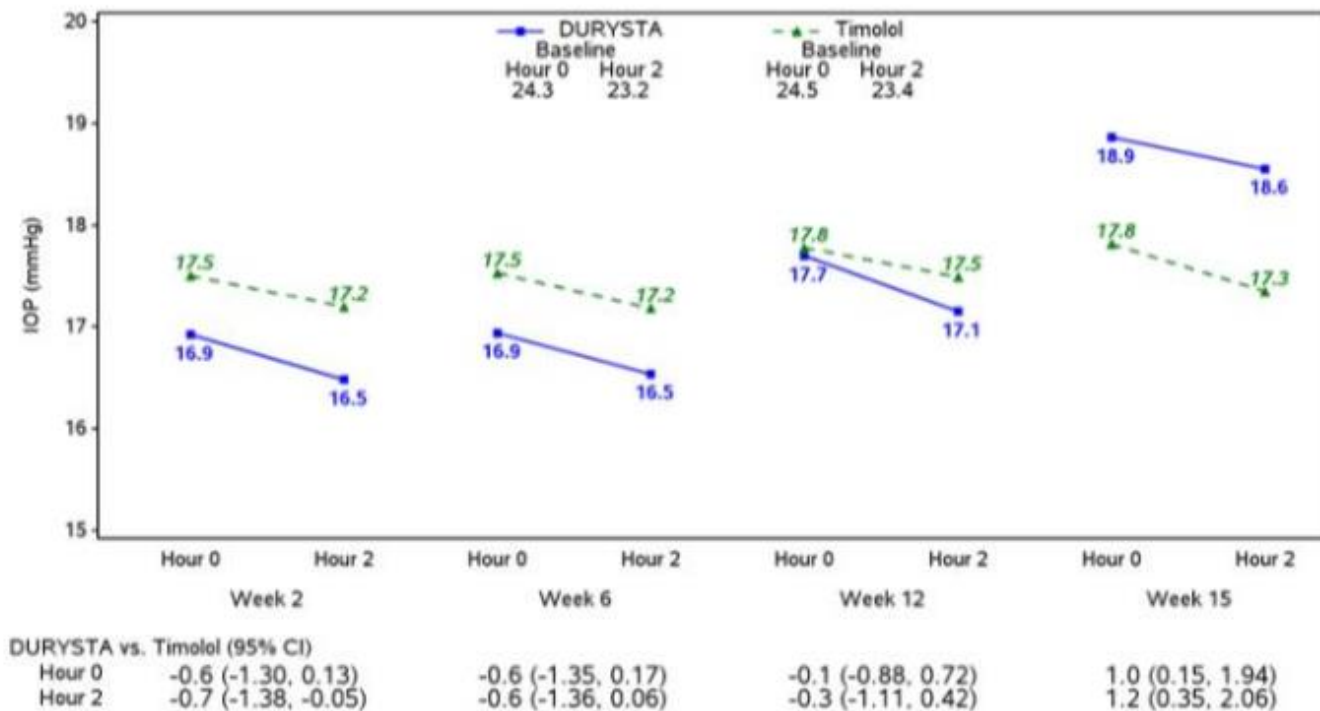 20
DURYSTA Timolol
Baseline Baseline
Hour 0 Hour 2 Hour 0 Hour 2
24.3 23.2 24.5 23.4
19
18.9
18.6
18
17.5 17.2 17.5 17.2 17.8 17.5 17.8 17.3
17.7
17.1
17
16.9 16.5 16.9 16.5
16
15
IOP (mmHg)
Hour 0 Hour 2 Hour 0 Hour 2 Hour 0 Hour 2 Hour 0 Hour 2
Week 2 Week 6 Week 12 Week 15
DURYSTA vs. Timolol (95% CI)
Hour 0 -0.6 (-1.30, 0.13) -0.6 (-1.35, 0.17) -0.1 (-0.88, 0.72) 1.0 (0.15, 1.94)
Hour 2 -0.7 (-1.38, -0.05) -0.6 (-1.36, 0.06) -0.3 (-1.11, 0.42) 1.2 (0.35, 2.06)